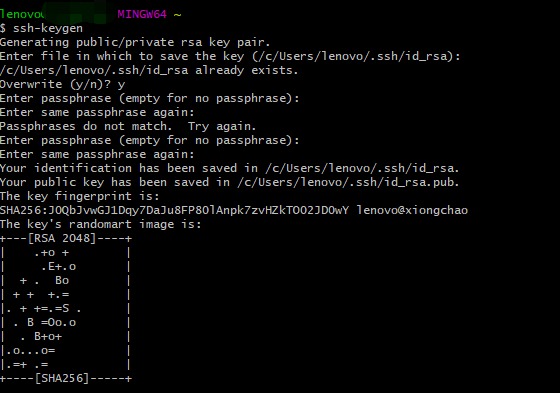 lenovo MINGW64 ~
$ ssh-keygen
Generating public/private rsa key pair.
Enter file in which to save the key (/c/Users/lenovo/.ssh/id_rsa):
/c/Users/lenovo/.ssh/id_rsa already exists.
Overwrite (y/n)? y
Enter passphrase (empty for no passphrase):
Enter same passphrase again:
Passphrases do not match.  Try again.
Enter passphrase (empty for no passphrase):
Enter same passphrase again:
Your identification has been saved in /c/Users/lenovo/.ssh/id_rsa.
Your public key has been saved in /c/Users/lenovo/.ssh/id_rsa.pub.
The key fingerprint is:
SHA256:JOQbJvwGJ1Dqy7DaJu8FP8OlAnpk7zvHZkTOO2JDOwY lenovo@xiongchao
The key's randomart image is:
+---[RSA 2048]----+
|    .+o +        |
|     .E+.o       |
|  + .  Bo        |
| + +  +.=        |
|. + +=.=S .      |
| . B =Oo.o       |
|  . B+o+         |
|.o...o=          |
|.=+ .=           |
+----[SHA256]-----+